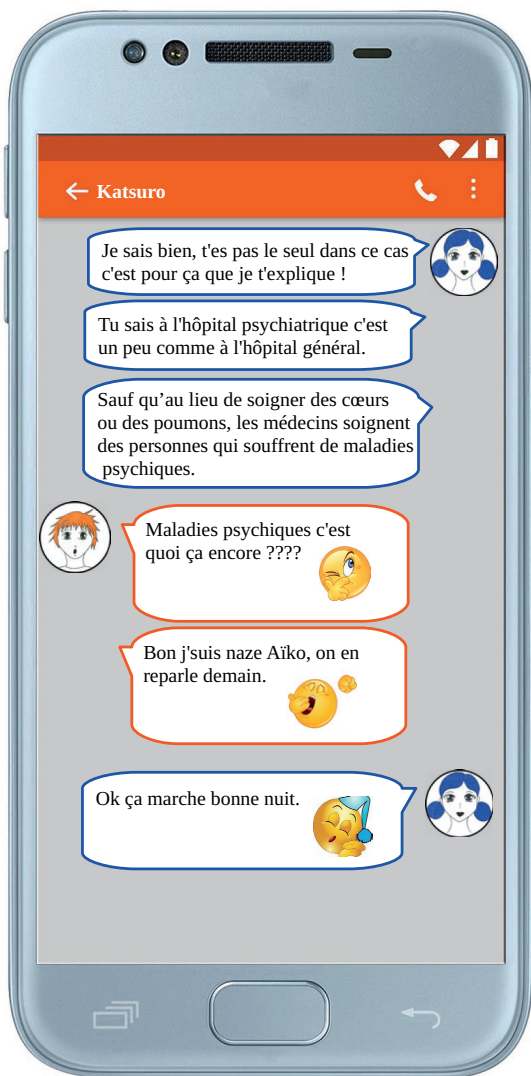 Katsuro
Je sais bien, t'es pas le seul dans ce cas
c'est pour ça que je t'explique !
Tu sais à l'hôpital psychiatrique c'est
un peu comme à l'hôpital général.
Sauf qu’au lieu de soigner des cœurs
ou des poumons, les médecins soignent
des personnes qui souffrent de maladies
psychiques.
Maladies psychiques c'est
quoi ça encore ????
Bon j'suis naze Aïko, on en
reparle demain.
Ok ça marche bonne nuit.